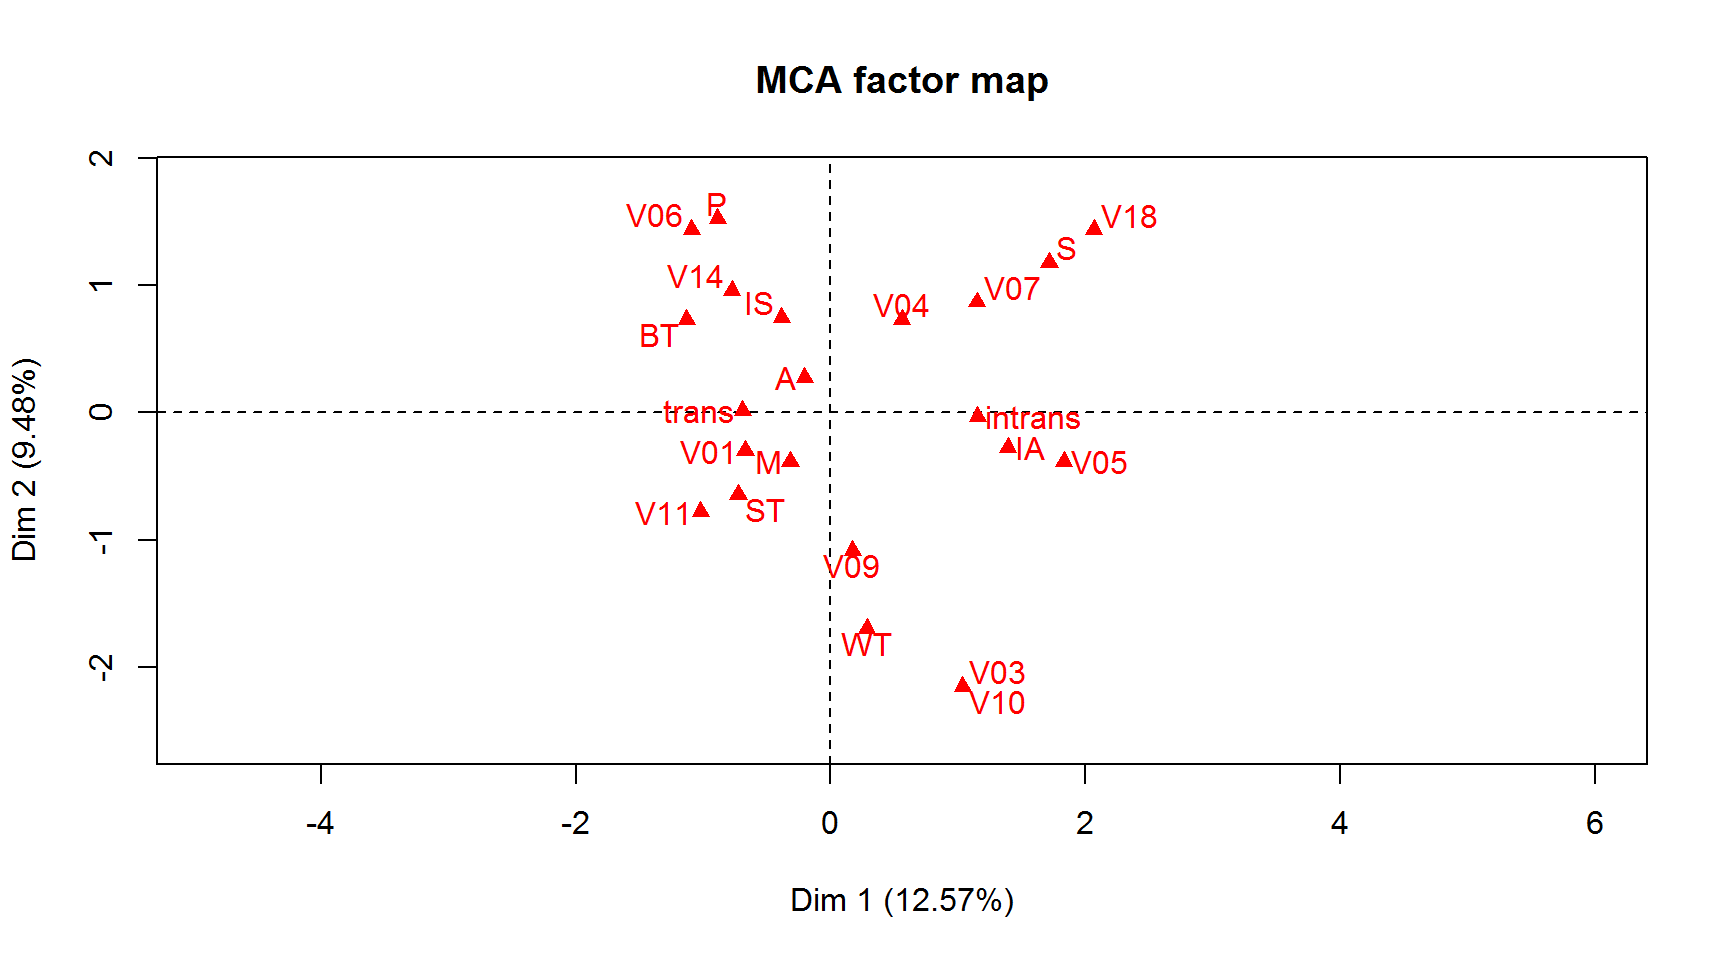 MCA factor map
Dim 2 (9.48%)
2
1
0
-1
-2
P
V06
V18
S
V14
V07
IS
V04
BT
A
trans
intrans
V01
IA
M
V05
V11
ST
V09
WT
V03
V10
-4
-2
0
2
4
6
Dim 1 (12.57%)